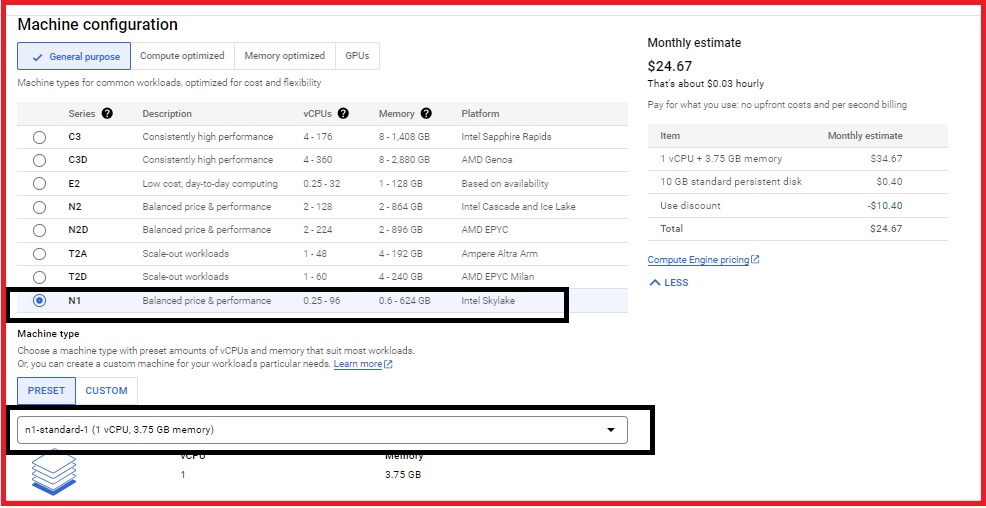 Machine configuration
General purpose Compute optimized Memory optimized GPUs
Machine types for common workloads, optimized for cost and flexibility
Series Description vCPUs Memory Platform
C3 Consistently high performance 4 - 176 8 - 1,408 GB Intel Sapphire Rapids
C3D Consistently high performance 4 - 360 8 - 2,880 GB AMD Genoa
E2 Low cost, day-to-day computing 0.25 - 32 1 - 128 GB Based on availability
N2 Balanced price & performance 2 - 128 2 - 864 GB Intel Cascade and Ice Lake
N2D Balanced price & performance 2 - 224 2 - 896 GB AMD EPYC
T2A Scale-out workloads 1 - 48 4 - 192 GB Ampere Altra Arm
T2D Scale-out workloads 1 - 60 4 - 240 GB AMD EPYC Milan
N1 Balanced price & performance 0.25 - 96 0.6 - 624 GB Intel Skylake
Machine type
Choose a machine type with preset amounts of vCPUs and memory that suit most workloads.
Or, you can create a custom machine for your workload's particular needs. Learn more
PRESET CUSTOM
n1-standard-1 (1 vCPU, 3.75 GB memory)
vCPU Memory
1 3.75 GB
Monthly estimate
$24.67
That's about $0.03 hourly
Pay for what you use: no upfront costs and per second billing
Item Monthly estimate
1 vCPU + 3.75 GB memory $34.67
10 GB standard persistent disk $0.40
Use discount -$10.40
Total $24.67
Compute Engine pricing
LESS